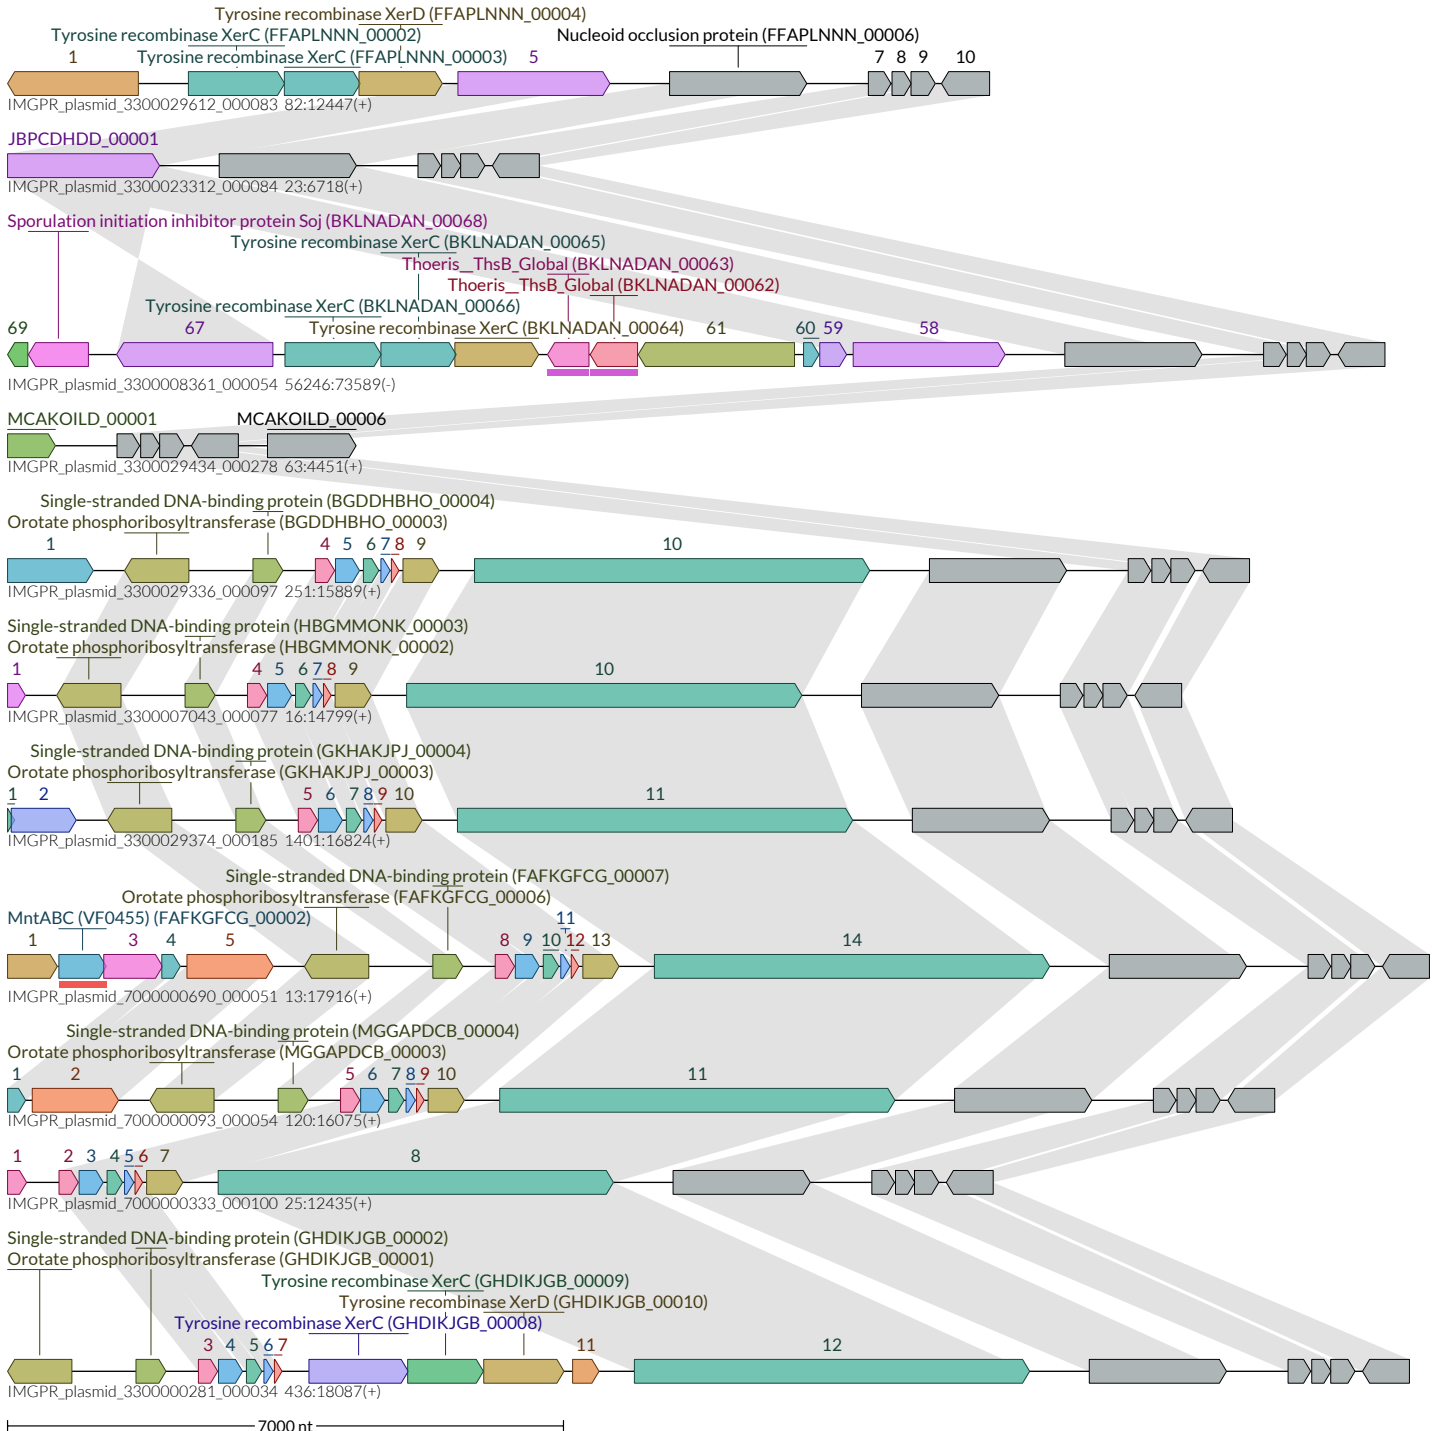 Tyrosine recombinase XerD (FFAPLNNN_00004)
Tyrosine recombinase XerC (FFAPLNNN_00002) Nucleoid occlusion protein (FFAPLNNN_00006)
1 Tyrosine recombinase XerC (FFAPLNNN_00003) 5 7 8 9 10
IMGPR_plasmid_3300029612_000083 82:12447(+)
JBPCDHDD_00001
IMGPR_plasmid_3300023312_000084 23:6718(+)
Sporulation initiation inhibitor protein Soj (BKLNADAN_00068)
Tyrosine recombinase XerC (BKLNADAN_00065)
Thoeris__ThsB_Global (BKLNADAN_00063)
Thoeris__ThsB_Global (BKLNADAN_00062)
Tyrosine recombinase XerC (BKLNADAN_00066)
69 67 Tyrosine recombinase XerC (BKLNADAN_00064) 61 60 59 58
IMGPR_plasmid_3300008361_000054 56246:73589(-)
MCAKOILD_00001 MCAKOILD_00006
IMGPR_plasmid_3300029434_000278 63:4451(+)
Single-stranded DNA-binding protein (BGDDHBHO_00004)
Orotate phosphoribosyltransferase (BGDDHBHO_00003)
1 4 5 6 7 8 9 10
IMGPR_plasmid_3300029336_000097 251:15889(+)
Single-stranded DNA-binding protein (HBGMMONK_00003)
Orotate phosphoribosyltransferase (HBGMMONK_00002)
1 4 5 6 7 8 9 10
IMGPR_plasmid_3300007043_000077 16:14799(+)
Single-stranded DNA-binding protein (GKHAKJPJ_00004)
Orotate phosphoribosyltransferase (GKHAKJPJ_00003)
1 2 5 6 7 8 9 10 11
IMGPR_plasmid_3300029374_000185 1401:16824(+)
Single-stranded DNA-binding protein (FAFKGFCG_00007)
Orotate phosphoribosyltransferase (FAFKGFCG_00006)
MntABC (VF0455) (FAFKGFCG_00002) 11
1 3 4 5 8 9 10 12 13 14
IMGPR_plasmid_7000000690_000051 13:17916(+)
Single-stranded DNA-binding protein (MGGAPDCB_00004)
Orotate phosphoribosyltransferase (MGGAPDCB_00003)
1 2 5 6 7 8 9 10 11
IMGPR_plasmid_7000000093_000054 120:16075(+)
1 2 3 4 5 6 7 8
IMGPR_plasmid_7000000333_000100 25:12435(+)
Single-stranded DNA-binding protein (GHDIKJGB_00002)
Orotate phosphoribosyltransferase (GHDIKJGB_00001)
Tyrosine recombinase XerC (GHDIKJGB_00009)
Tyrosine recombinase XerD (GHDIKJGB_00010)
Tyrosine recombinase XerC (GHDIKJGB_00008)
3 4 5 6 7 11 12
IMGPR_plasmid_3300000281_000034 436:18087(+)
7000 nt